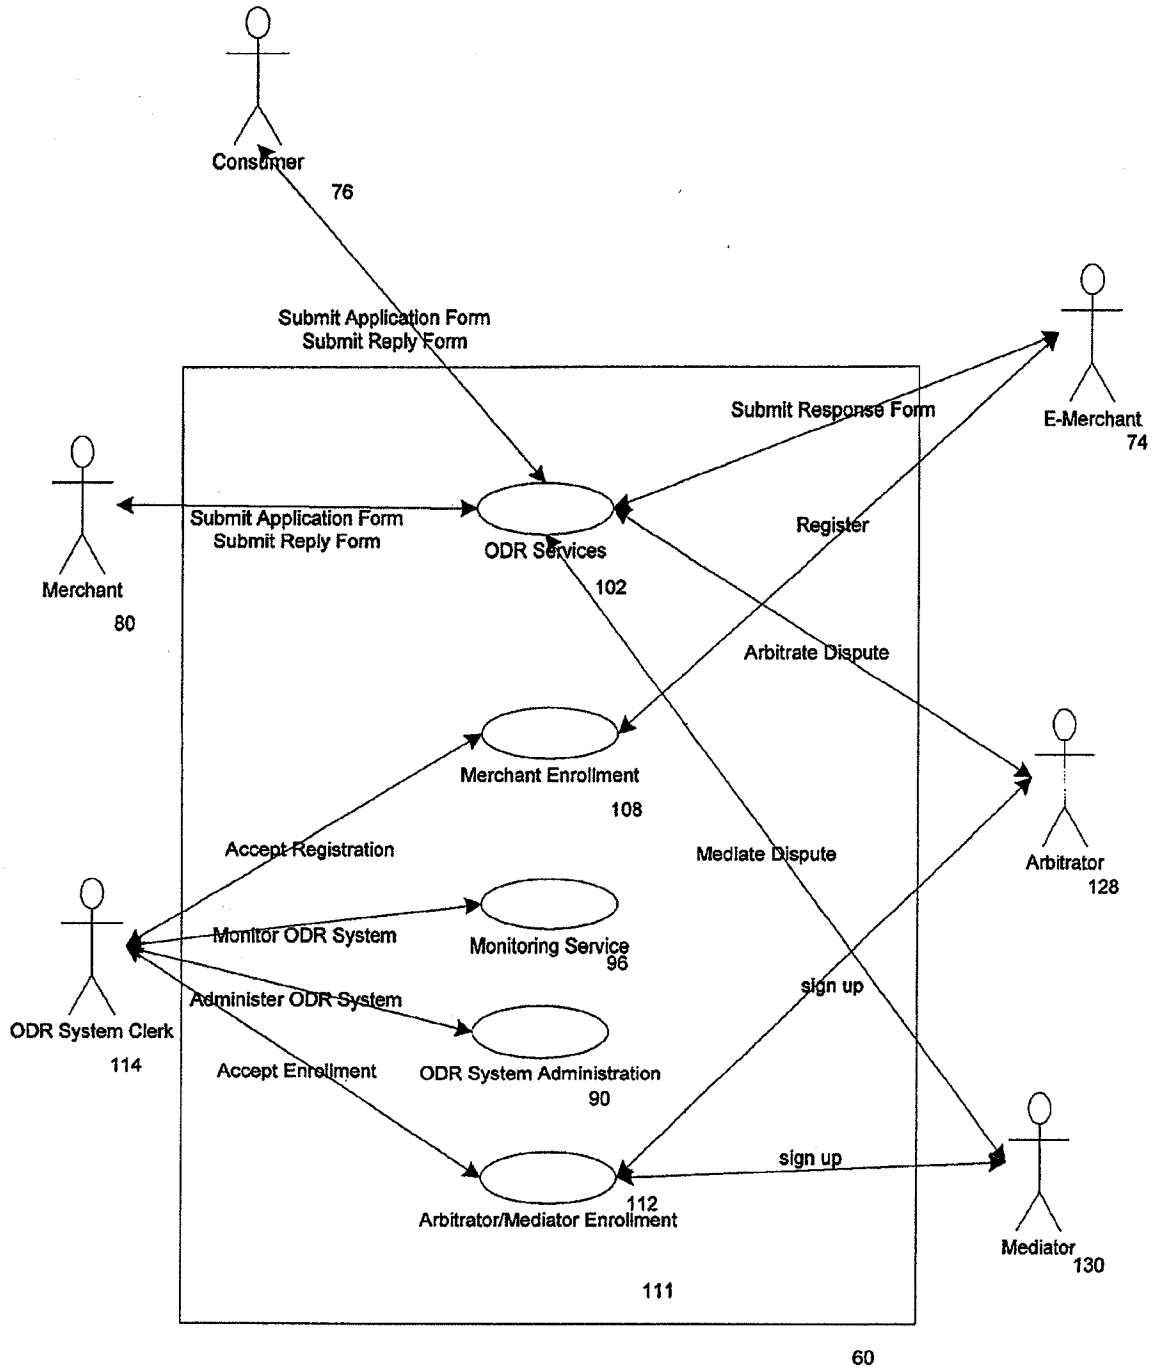 Consumer
76
Submit Application Form
Submit Reply Form
Submit Response Form
E-Merchant
74
Submit Application Form
Submit Reply Form
Register
ODR Services
102
Merchant
80
Arbitrate Dispute
Merchant Enrollment
108
Accept Registration
Mediate Dispute
Arbitrator
128
Monitor ODR System
Monitoring Service
96
sign up
Administer ODR System
ODR System Clerk
114
Accept Enrollment
ODR System Administration
90
sign up
112
Arbitrator/Mediator Enrollment
Mediator
130
111
60